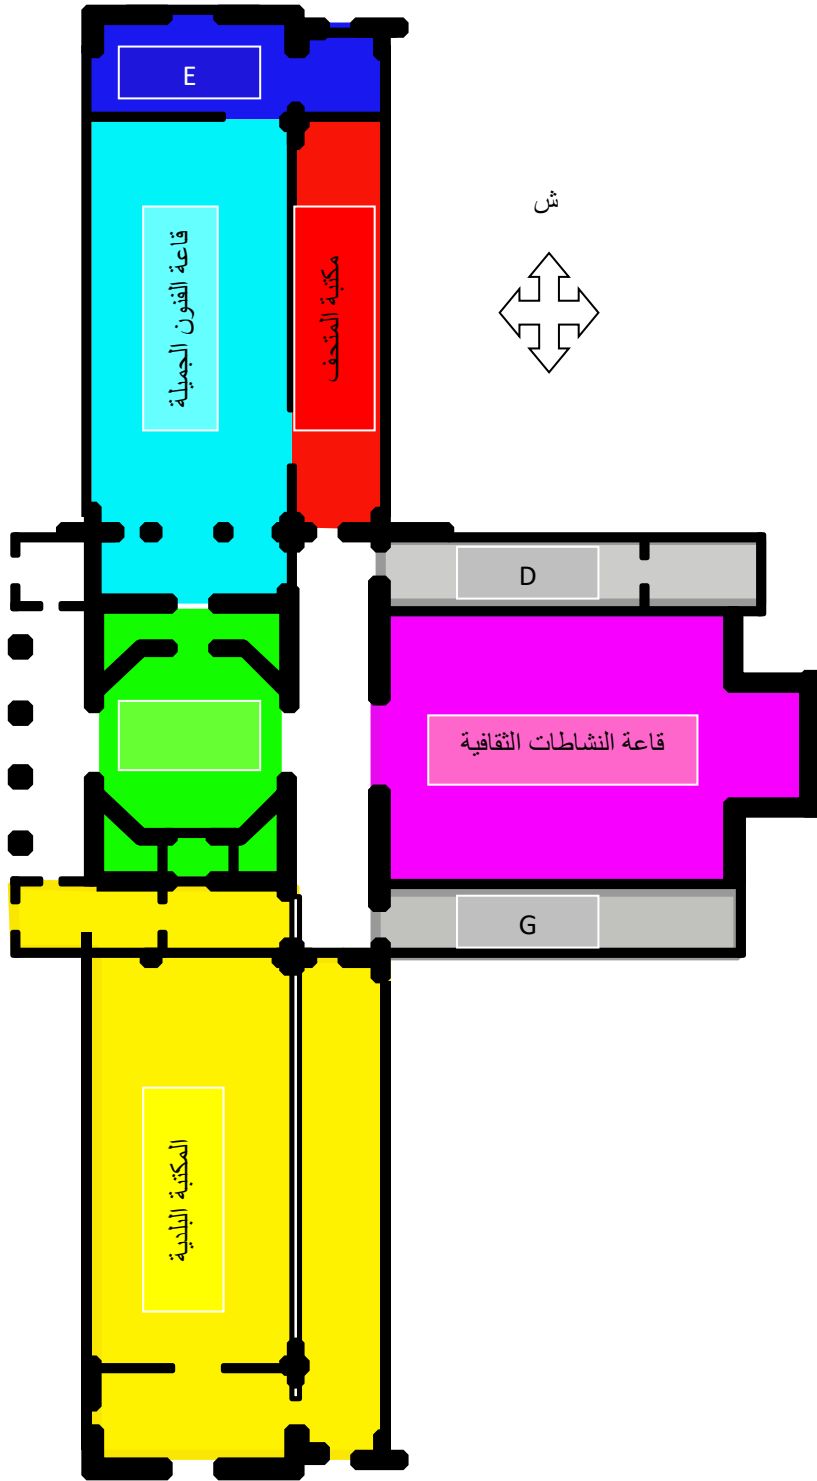 E
ش
قاعة الفنون الجميلة
مكتبة المتحف
D
قاعة النشاطات الثقافية
G
المكتبة البلدية